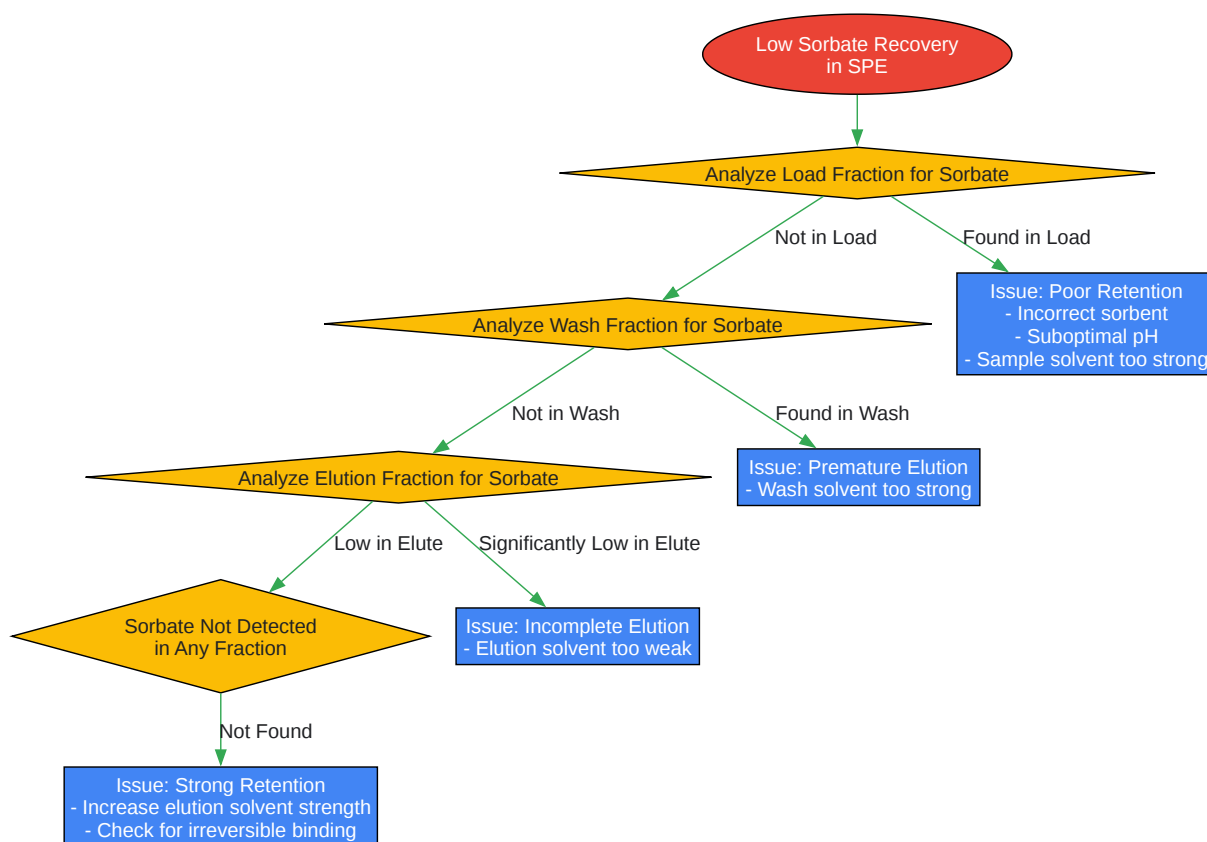 Low Sorbate Recovery
in SPE
Analyze Load Fraction for Sorbate
Not in Load
Found in Load
Issue: Poor Retention
- Incorrect sorbent
- Suboptimal pH
- Sample solvent too strong
Analyze Wash Fraction for Sorbate
Not in Wash
Found in Wash
Issue: Premature Elution
- Wash solvent too strong
Analyze Elution Fraction for Sorbate
Low in Elute
Significantly Low in Elute
Issue: Incomplete Elution
- Elution solvent too weak
Sorbate Not Detected
in Any Fraction
Not Found
Issue: Strong Retention
- Increase elution solvent strength
- Check for irreversible binding